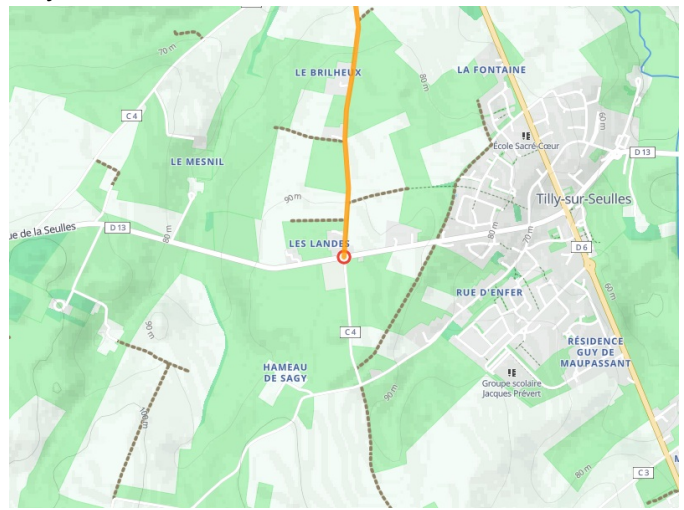 70 m
LE BRILHEUX
80 m
LA FONTAINE
C 4
60 m
École Sacré-Cœur
D 13
LE MESNIL
90 m
Tilly-sur-Seulles
ue de la Seulles
D 13
80 m
LES LANDES
80 m
70 m
D 6
RUE D'ENFER
60 m
90 m
C 4
RÉSIDENCE
GUY DE
MAUPASSANT
HAMEAU
DE SAGY
Groupe scolaire
Jacques Prévert
90 m
100 m
80 m
C 3